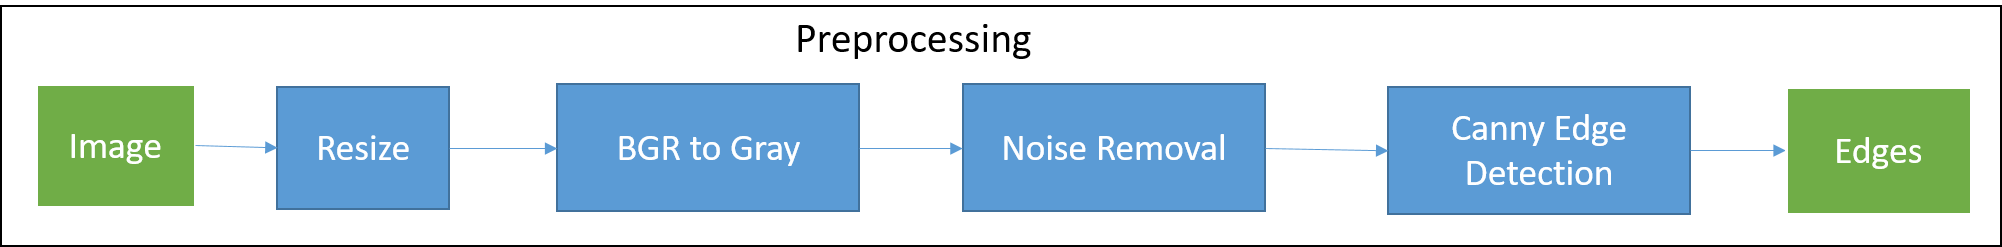 Preprocessing
Image
Resize
BGR to Gray
Noise Removal
Canny Edge
Detection
Edges